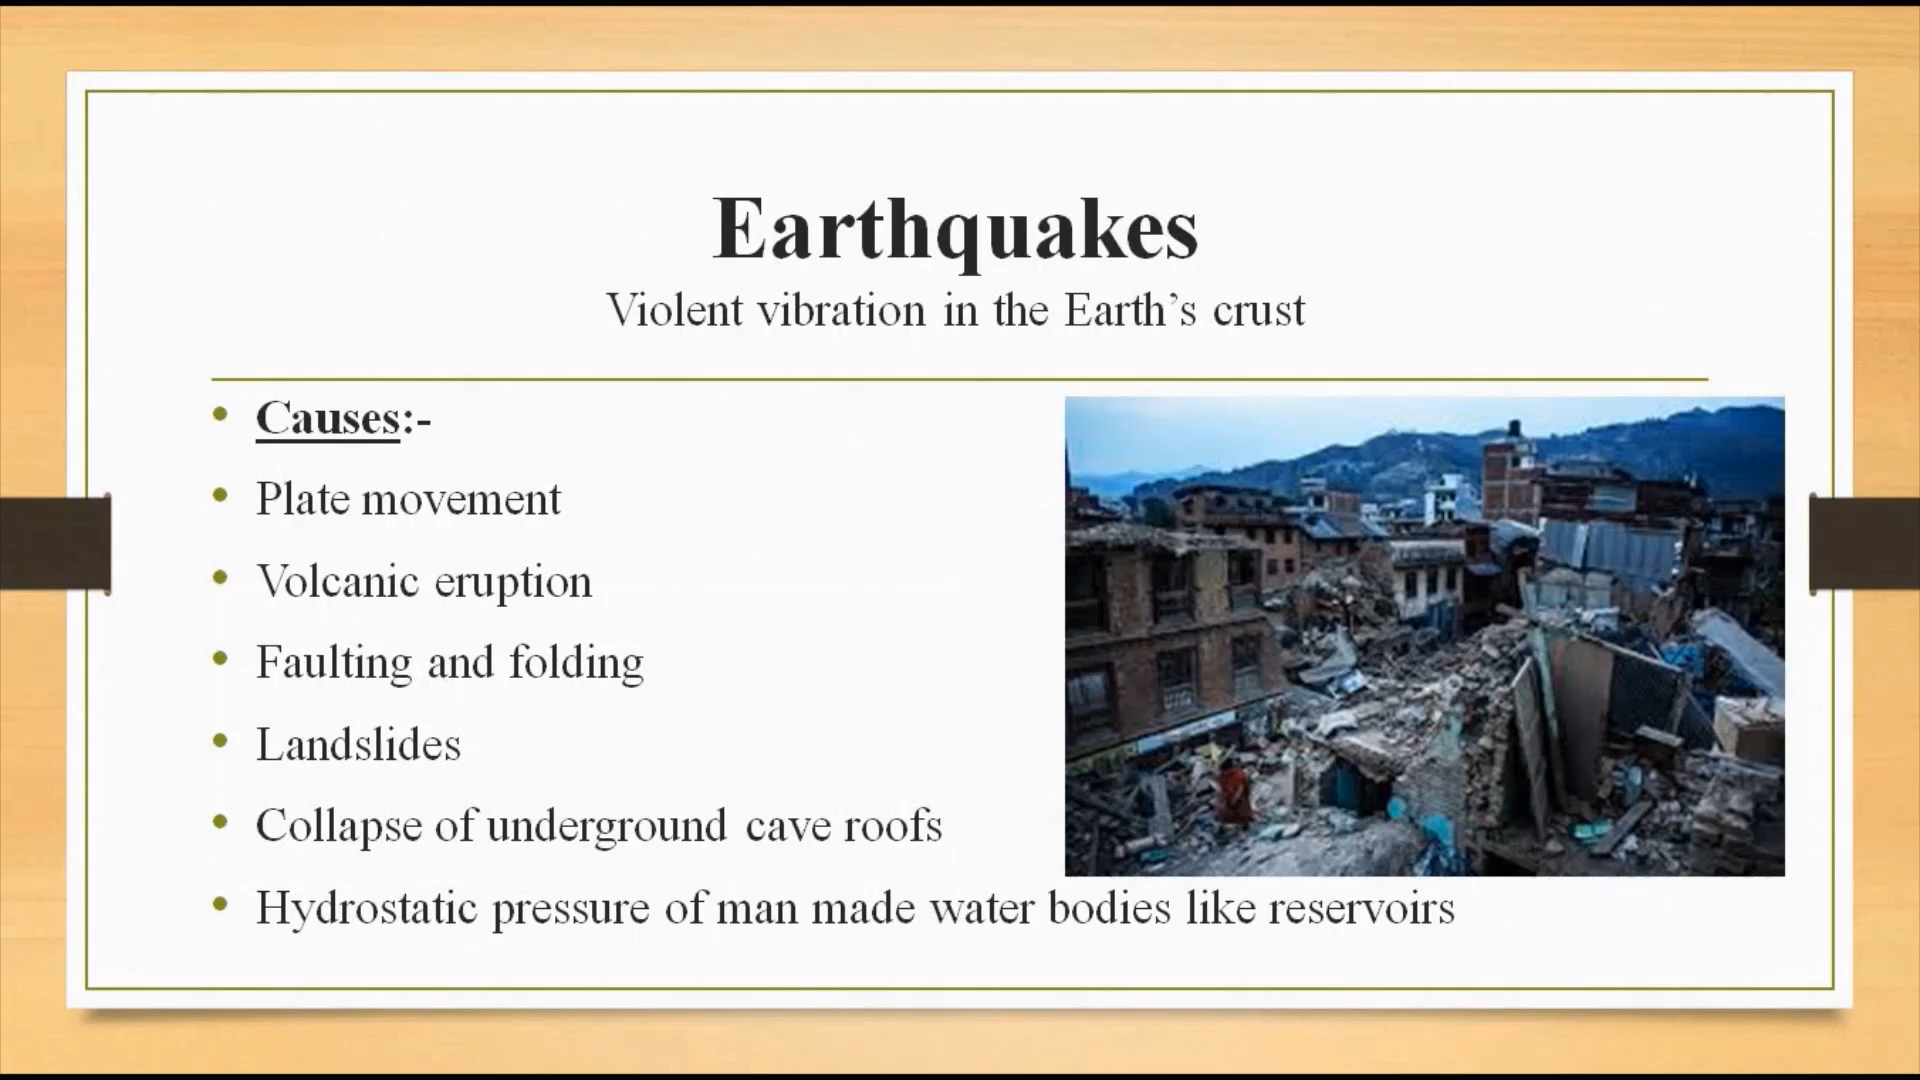 Earthquakes
Violent vibration in the Earth’s crust
• Causes:-
• Plate movement
• Volcanic eruption
• Faulting and folding
• Landslides
• Collapse of underground cave roofs
• Hydrostatic pressure of man made water bodies like reservoirs